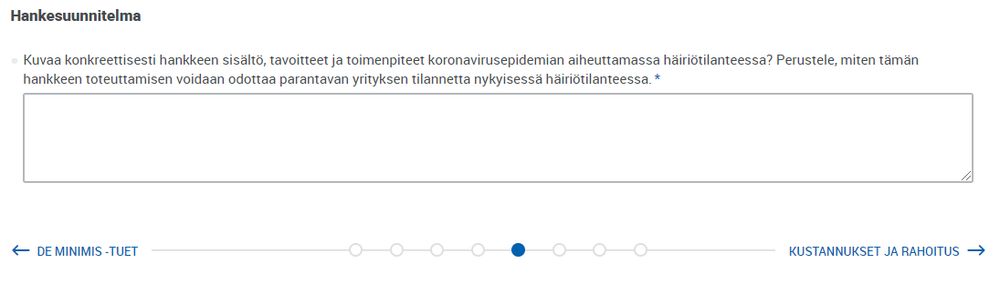 Hankesuunnitelma
Kuvaa konkreettisesti hankkeen sisältö, tavoitteet ja toimenpiteet koronavirusepidemian aiheuttamassa häiriötilanteessa? Perustele, miten tämän
hankkeen toteuttamisen voidaan odottaa parantavan yrityksen tilannetta nykyisessä häiriötilanteessa. *
DE MINIMIS -TUET
KUSTANNUKSET JA RAHOITUS